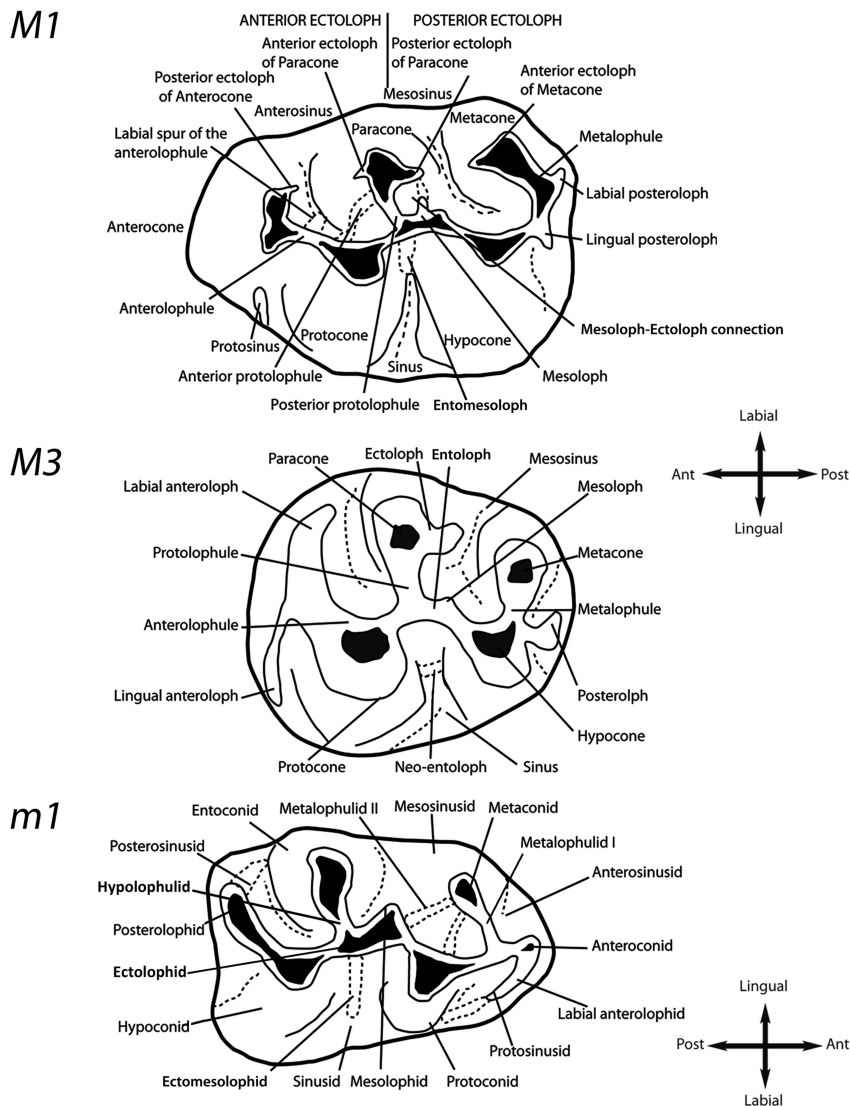 M1
ANTERIOR ECTOLOPH
POSTERIOR ECTOLOPH
Anterior ectoloph
of Paracone
Posterior ectoloph
of Paracone
Posterior ectoloph
of Anterocone
Anterosinus
Mesosinus
Anterior ectoloph
of Metacone
Labial spur of the
anterolophule
Paracone
Metacone
Metalophule
Labial posteroloph
Anterocone
Lingual posteroloph
Anterolophule
Protosinus
Protocone
Sinus
Hypocone
Mesoloph-Ectoloph connection
Anterior protolophule
Mesoloph
Posterior protolophule
Entomesoloph
Labial
Ant
Post
Lingual
M3
Paracone
Ectoloph
Entoloph
Mesosinus
Labial anteroloph
Mesoloph
Protolophule
Metacone
Anterolophule
Metalophule
Lingual anteroloph
Posterolph
Hypocone
Protocone
Neo-entoloph
Sinus
m1
Entoconid
Metalophulid II
Mesosinusid
Metaconid
Posterosinusid
Metalophulid I
Hypolophulid
Anterosinusid
Posterolophid
Anteroconid
Ectolophid
Labial anterolophid
Hypoconid
Protosinusid
Ectomesolophid
Sinusid
Mesolophid
Protoconid
Lingual
Post
Ant
Labial